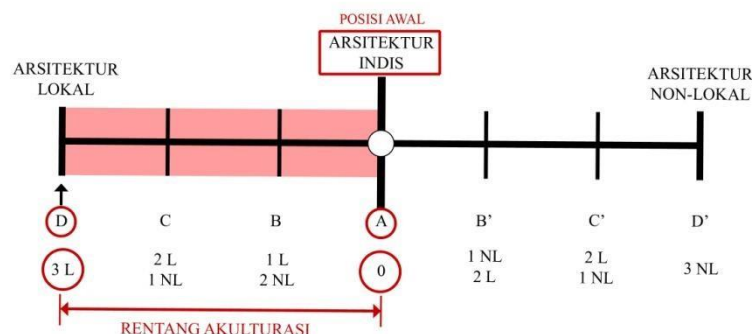 POSISI AWAL
ARSITEKTUR
INDIS
ARSITEKTUR
LOKAL
ARSITEKTUR
NON-LOKAL
D
C
B
A
B’
C’
D’
3 L
2 L
1 NL
1 L
2 NL
0
1 NL
2 L
2 L
1 NL
3 NL
RENTANG AKULTURASI